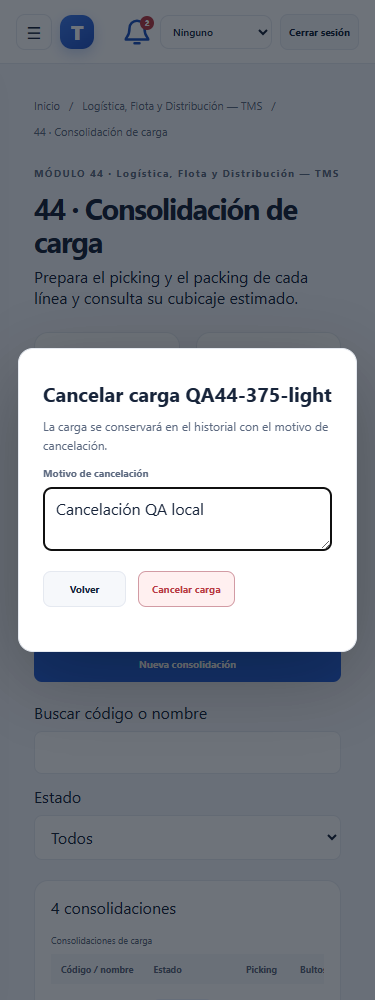 T
2
Ninguno
Cerrar sesión
Inicio / Logística, Flota y Distribución — TMS /
44 · Consolidación de carga
MÓDULO 44 · Logística, Flota y Distribución — TMS
44 · Consolidación de
carga
Prepara el picking y el packing de cada
línea y consulta su cubicaje estimado.
Cancelar carga QA44-375-light
La carga se conservará en el historial con el motivo de
cancelación.
Motivo de cancelación
Cancelación QA local
Volver
Cancelar carga
Nueva consolidación
Buscar código o nombre
Estado
Todos
4 consolidaciones
Consolidaciones de carga
Código / nombre Estado Picking Bulto